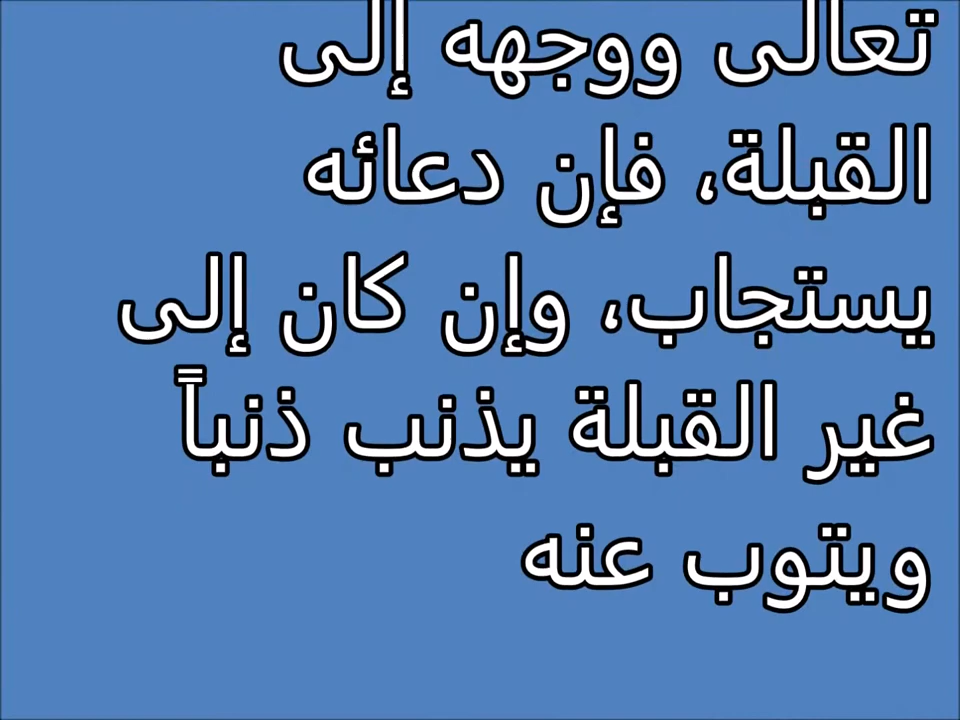 تعالى ووجهه إلى
القبلة، فإن دعائه
يستجاب، وإن كان إلى
غير القبلة يذنب ذنباً
ويتوب عنه